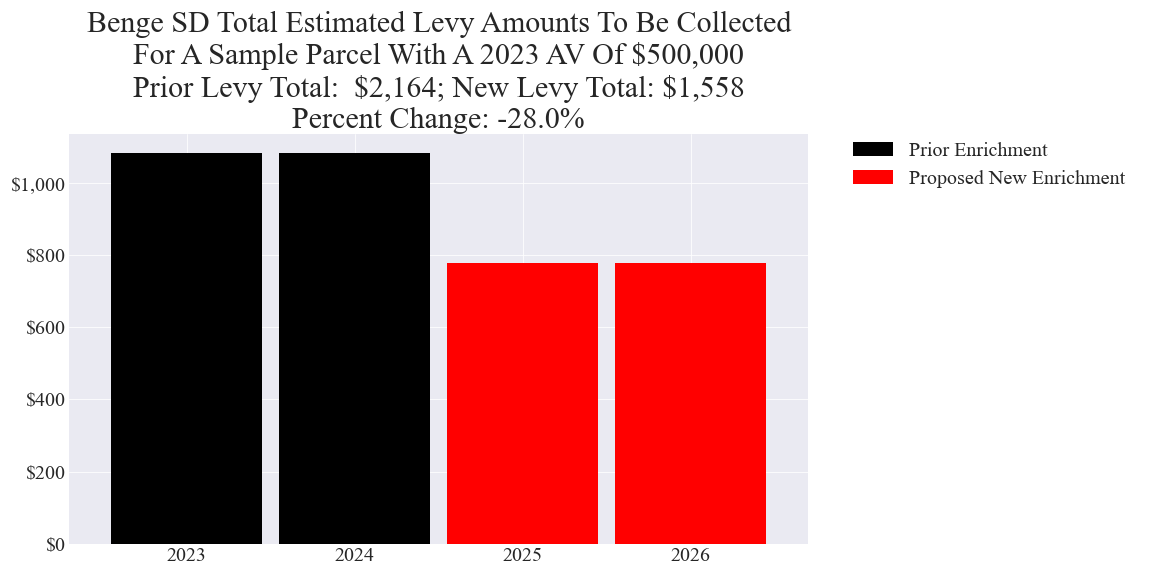 Benge SD Total Estimated Levy Amounts To Be Collected
For A Sample Parcel With A 2023 AV Of $500,000
Prior Levy Total:  $2,164; New Levy Total: $1,558
Percent Change: -28.0%
Prior Enrichment
Proposed New Enrichment
$1,000
$800
$600
$400
$200
$0
2023 2024 2025 2026